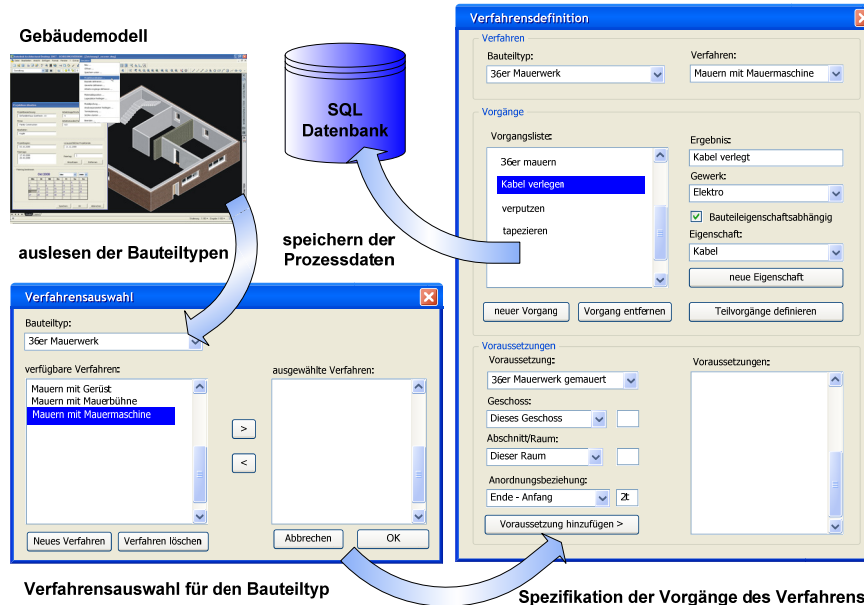 Gebäudemodell
auslesen der Bauteiltypen
SQL
Datenbank
speichern der
Prozessdaten
Verfahrensauswahl
Bauteiltyp:
36er Mauerwerk
verfügbare Verfahren:
ausgewählte Verfahren:
Mauern mit Gerüst
Mauern mit Mauerbühne
Mauern mit Mauermaschine
>
<
Neues Verfahren
Verfahren löschen
Abbrechen
OK
Verfahrensauswahl für den Bauteiltyp
Verfahrensdefinition
Verfahren
Bauteiltyp:
Verfahren:
36er Mauerwerk
Mauern mit Mauermaschine
Vorgänge
Vorgangsliste:
36er mauern
Kabel verlegen
verputzen
tapezieren
Ergebnis:
Kabel verlegt
Gewerk:
Elektro
Bauteileigenschaftsabhängig
Eigenschaft:
Kabel
neue Eigenschaft
neuer Vorgang
Vorgang entfernen
Teilvorgänge definieren
Voraussetzungen
Voraussetzung:
Voraussetzungen:
36er Mauerwerk gemauert
Geschoss:
Dieses Geschoss
Abschnitt/Raum:
Dieser Raum
Anordnungsbeziehung:
Ende - Anfang
2t
Voraussetzung hinzufügen >
Spezifikation der Vorgänge des Verfahrens